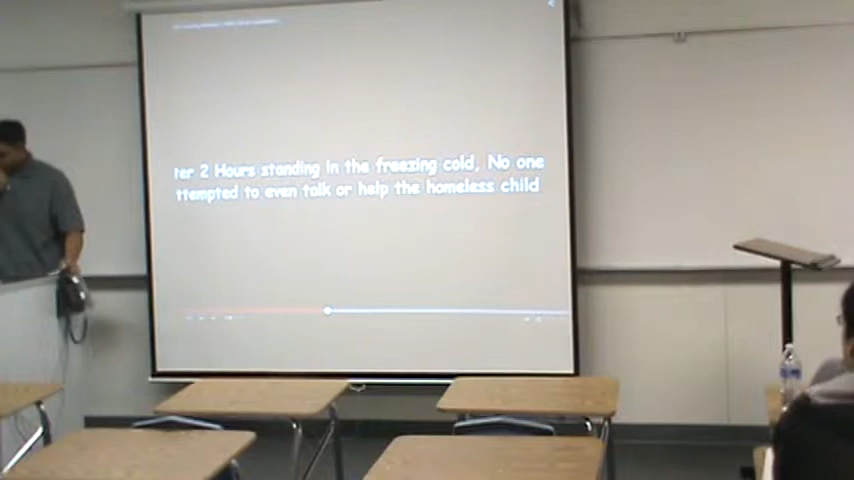 ter 2 Hours standing in the freezing cold, No one
ttempted to even talk or help the homeless child